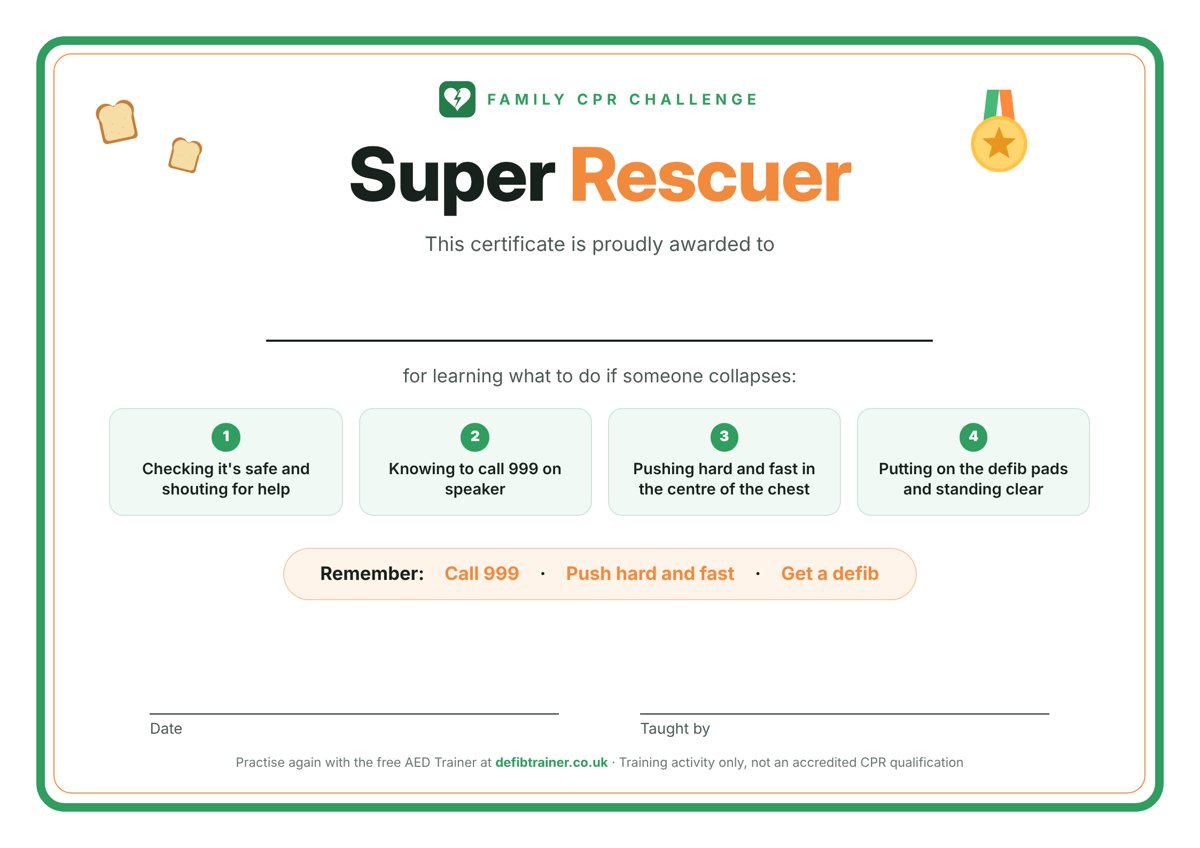 FAMILY CPR CHALLENGE
Super Rescuer
This certificate is proudly awarded to
for learning what to do if someone collapses:
1
Checking it's safe and
shouting for help
2
Knowing to call 999 on
speaker
3
Pushing hard and fast in
the centre of the chest
4
Putting on the defib pads
and standing clear
Remember: Call 999 · Push hard and fast · Get a defib
Date
Taught by
Practise again with the free AED Trainer at defibtrainer.co.uk · Training activity only, not an accredited CPR qualification